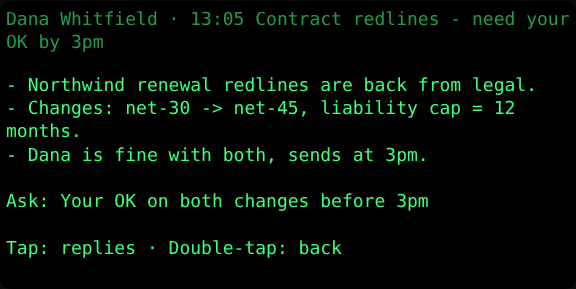 Dana Whitfield · 13:05 Contract redlines - need your
OK by 3pm
- Northwind renewal redlines are back from legal.
- Changes: net-30 -> net-45, liability cap = 12
months.
- Dana is fine with both, sends at 3pm.
Ask: Your OK on both changes before 3pm
Tap: replies · Double-tap: back